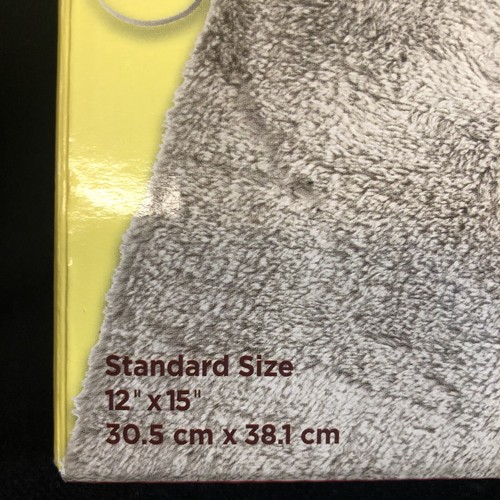 Standard Size
12" x 15"
30.5 cm x 38.1 cm